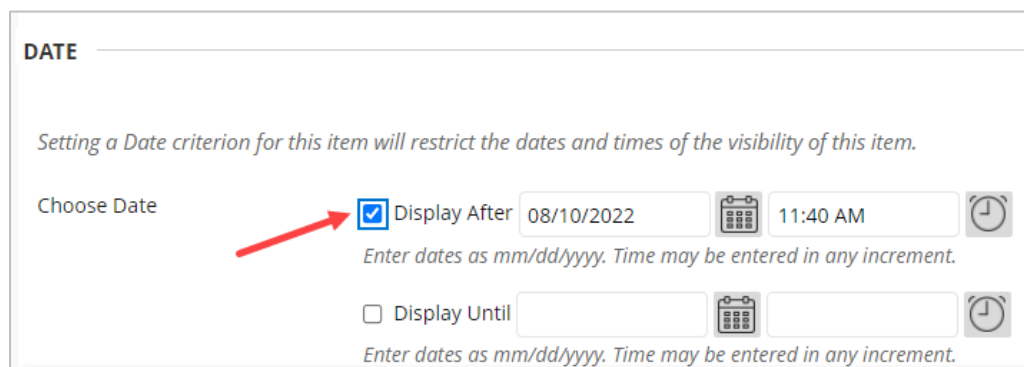 DATE
Setting a Date criterion for this item will restrict the dates and times of the visibility of this item.
Choose Date Display After 08/10/2022 11:40 AM
Enter dates as mm/dd/yyyy. Time may be entered in any increment.
Display Until
Enter dates as mm/dd/yyyy. Time may be entered in any increment.